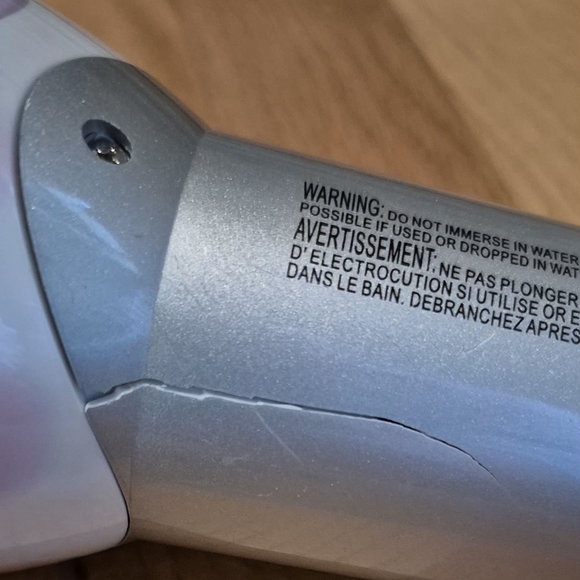 WARNING: DO NOT IMMERSE IN WATER
POSSIBLE IF USED OR DROPPED IN WAT
AVERTISSEMENT: NE PAS PLONGER
D'ELECTROCUTION SI UTILISE OR E
DANS LE BAIN. DEBRANCHEZ APRES